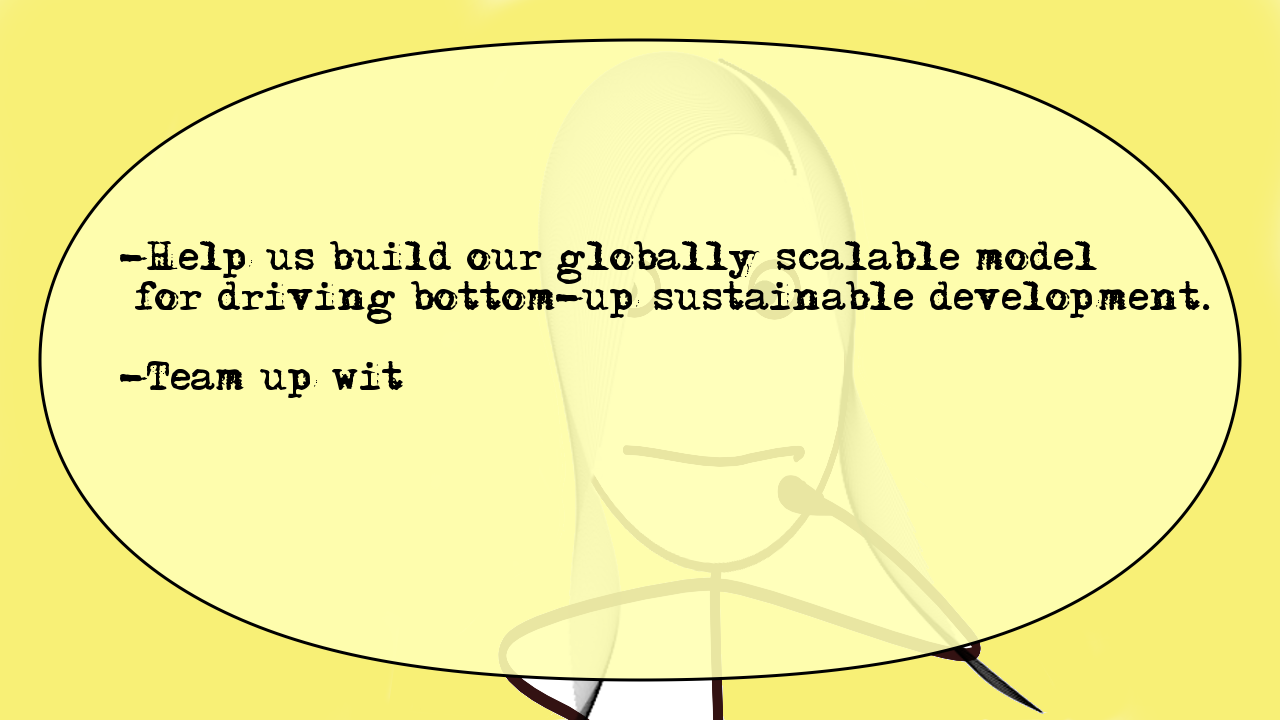 -Help us build our globally scalable model
for driving bottom-up sustainable development.
-Team up wit